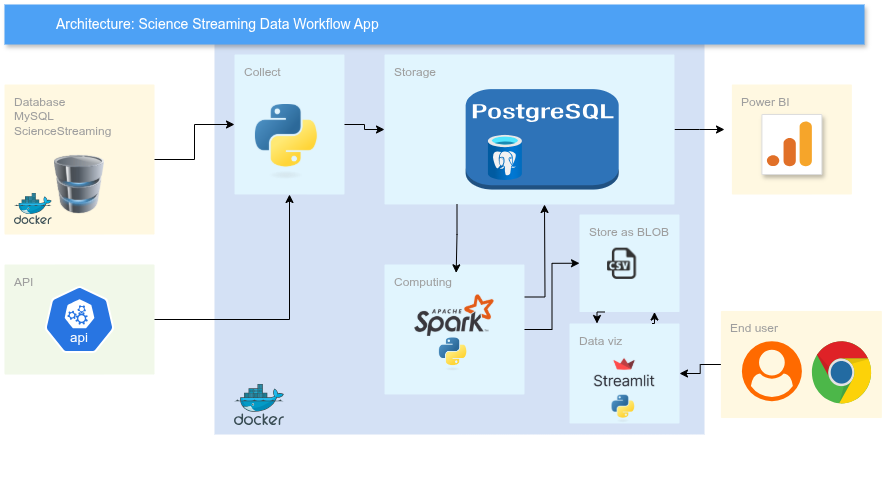 Architecture: Science Streaming Data Workflow App
Database
MySQL
ScienceStreaming
docker
API
api
Collect
Storage
PostgreSQL
Power BI
Computing
APACHE
Spark
Store as BLOB
CSV
Data viz
Streamlit
End user
docker